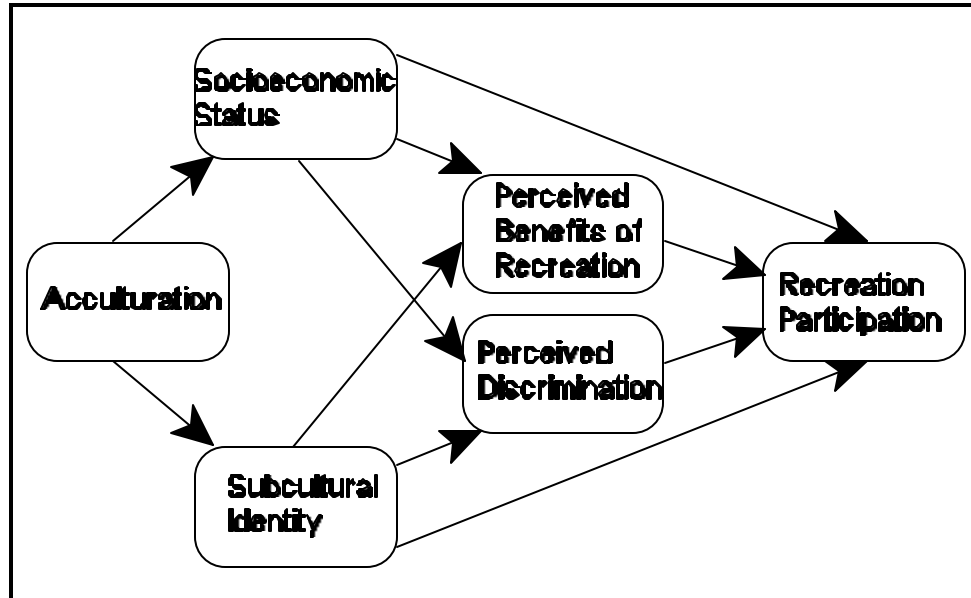 Socioeconomic
Status
Perceived
Benefits of
Recreation
Acculturation
Recreation
Participation
Perceived
Discrimination
Subcultural
Identity